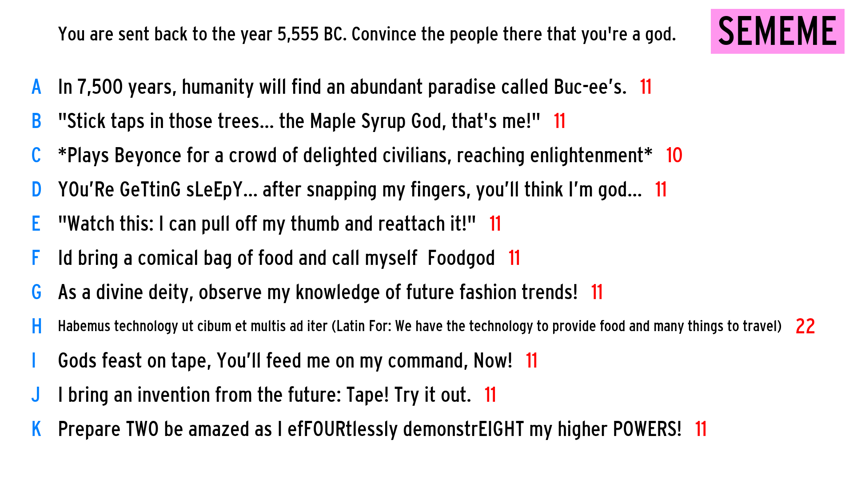 You are sent back to the year 5,555 BC. Convince the people there that you're a god.
SEMEME
A In 7,500 years, humanity will find an abundant paradise called Buc-ee's. 11
B "Stick taps in those trees... the Maple Syrup God, that's me!" 11
C *Plays Beyonce for a crowd of delighted civilians, reaching enlightenment* 10
D YOu'Re GeTtinG sLeEpY... after snapping my fingers, you'll think I'm god... 11
E "Watch this: I can pull off my thumb and reattach it!" 11
F Id bring a comical bag of food and call myself  Foodgod 11
G As a divine deity, observe my knowledge of future fashion trends! 11
H Habemus technology ut cibum et multis ad iter (Latin For: We have the technology to provide food and many things to travel) 22
I Gods feast on tape, You'll feed me on my command, Now! 11
J I bring an invention from the future: Tape! Try it out. 11
K Prepare TWO be amazed as I efFOURtlessly demonstrEIGHT my higher POWERS! 11